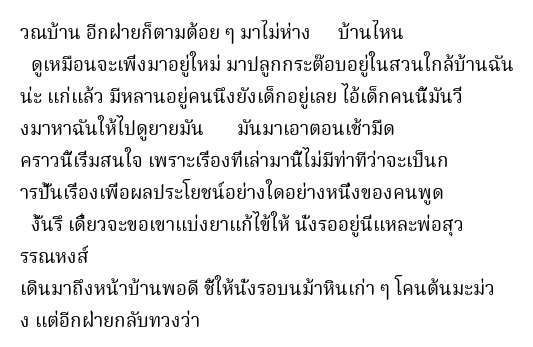 วณบ้าน อีกฝ่ายก็ตามต้อย ๆ มาไม่ห่าง บ้านไหน
ดูเหมือนจะเพิ่งมาอยู่ใหม่ มาปลูกกระต๊อบอยู่ในสวนใกล้บ้านฉัน
น่ะ แก่แล้ว มีหลานอยู่คนนึงยังเด็กอยู่เลย ไอ้เด็กคนนี้มันวิ่
งมาหาฉันให้ไปดูยายมัน มันมาเอาตอนเช้ามืด
คราวนี้เริ่มสนใจ เพราะเรื่องที่เล่ามานี้ไม่มีท่าทีว่าจะเป็นก
ารปั้นเรื่องเพื่อผลประโยชน์อย่างใดอย่างหนึ่งของคนพูด
งั้นรึ เดี๋ยวจะขอเขาแบ่งยาแก้ไข้ให้ นั่งรออยู่นี่แหละพ่อสุว
รรณหงส์
เดินมาถึงหน้าบ้านพอดี ชี้ให้นั่งรอบนม้าหินเก่า ๆ โคนต้นมะม่ว
ง แต่อีกฝ่ายกลับทวงว่า